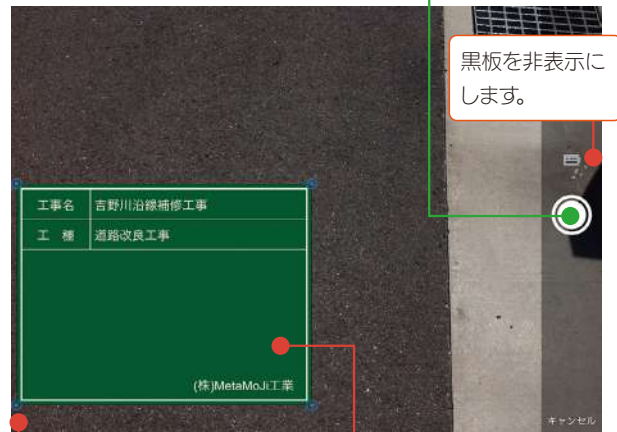 黒板を非表示に
します。
工事名 吉野川沿線補修工事
工 種 道路改良工事
(株)MetaMoJi工業
キャンセル